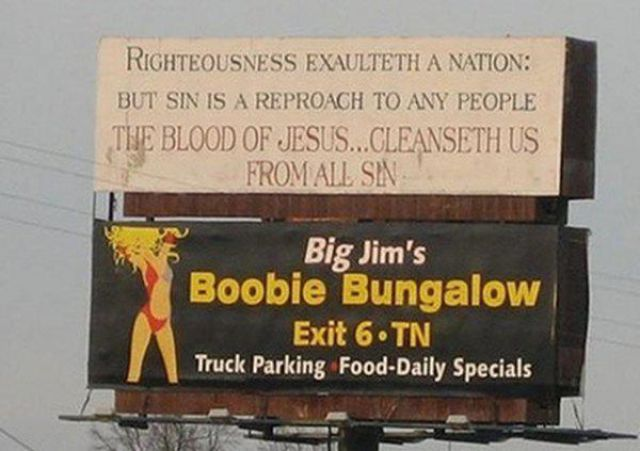 RIGHTEOUSNESS EXAULTETH A NATION:
BUT SIN IS A REPROACH TO ANY PEOPLE
THE BLOOD OF JESUS...CLEANSETH US
FROM ALL SIN
Big Jim's
Boobie Bungalow
Exit 6•TN
Truck Parking•Food-Daily Specials